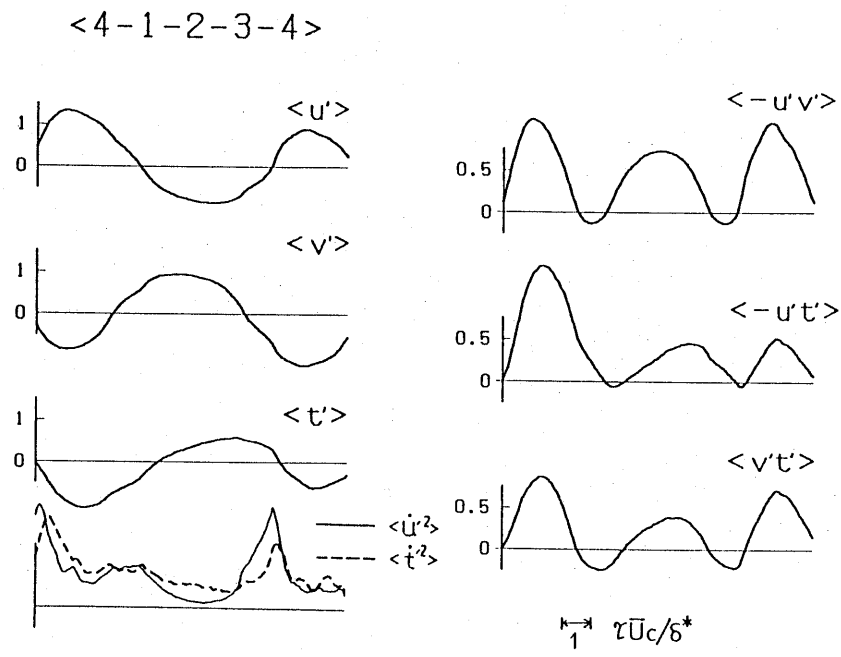 <4-1-2-3-4>
<u'>
1
0
<v'>
1
0
<t'>
1
0
<u̇'²>
<ṫ'²>
<-u'v'>
0.5
0
<-u't'>
0.5
0
<v't'>
0.5
0
1 τU̅c/δ*